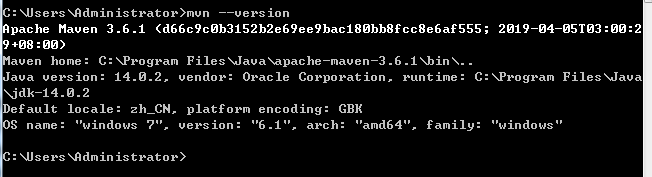 C:\Users\Administrator>mvn --version
Apache Maven 3.6.1 (d66c9c0b3152b2e69ee9bac180bb8fcc8e6af555; 2019-04-05T03:00:2
9+08:00)
Maven home: C:\Program Files\Java\apache-maven-3.6.1\bin\..
Java version: 14.0.2, vendor: Oracle Corporation, runtime: C:\Program Files\Java
\jdk-14.0.2
Default locale: zh_CN, platform encoding: GBK
OS name: "windows 7", version: "6.1", arch: "amd64", family: "windows"
C:\Users\Administrator>